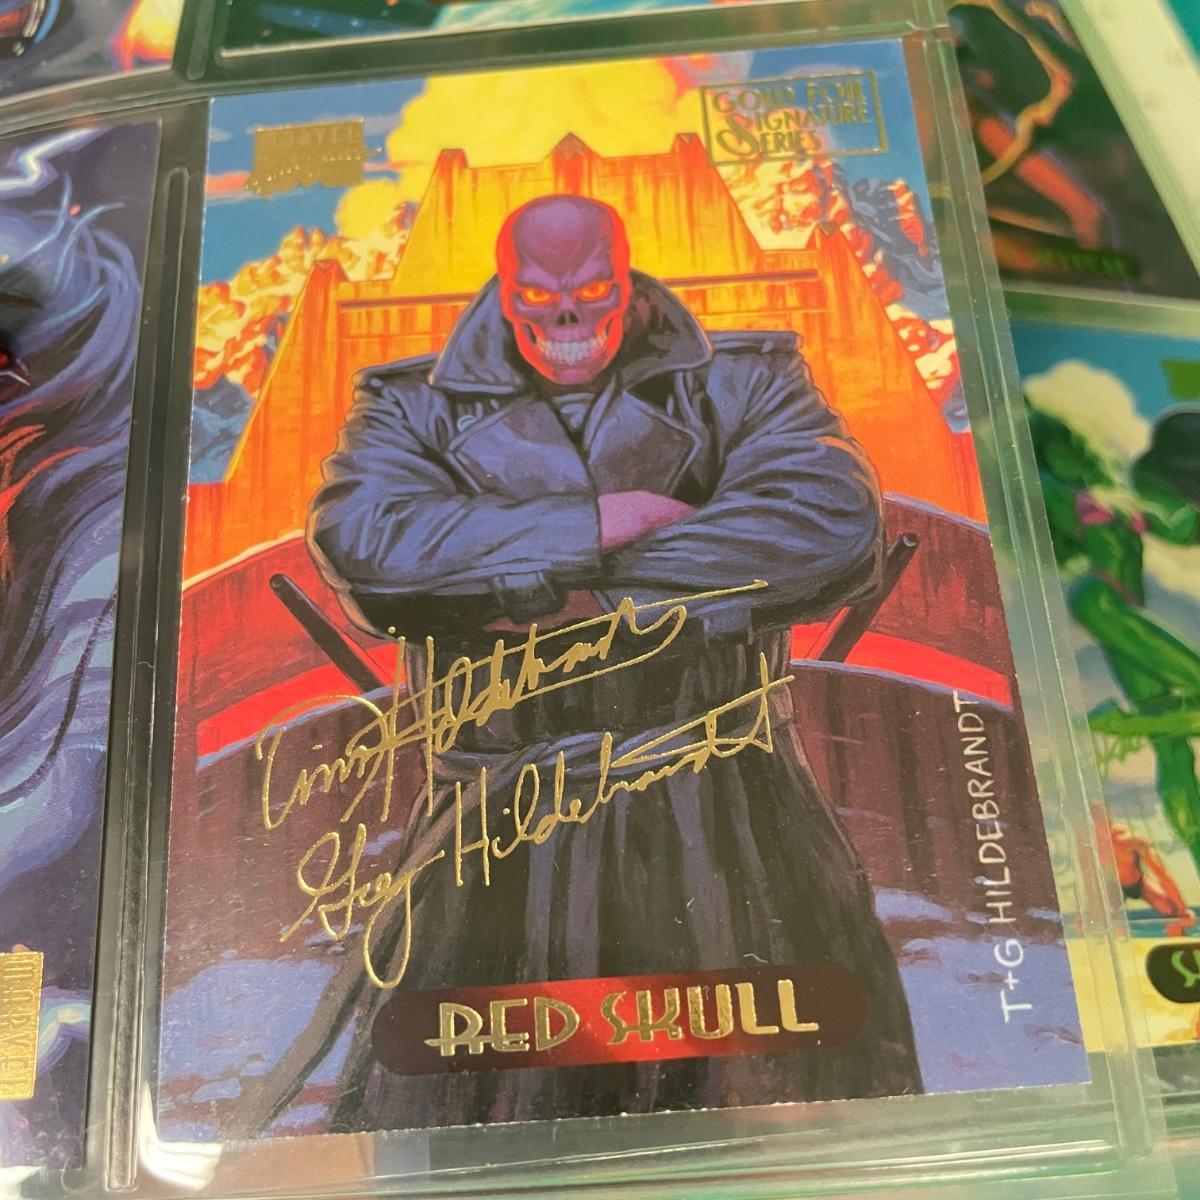 MARVEL
GOLD FOIL
SIGNATURE
SERIES
Tim Hildebrandt
Greg Hildebrandt
RED SKULL
T+G HILDEBRANDT